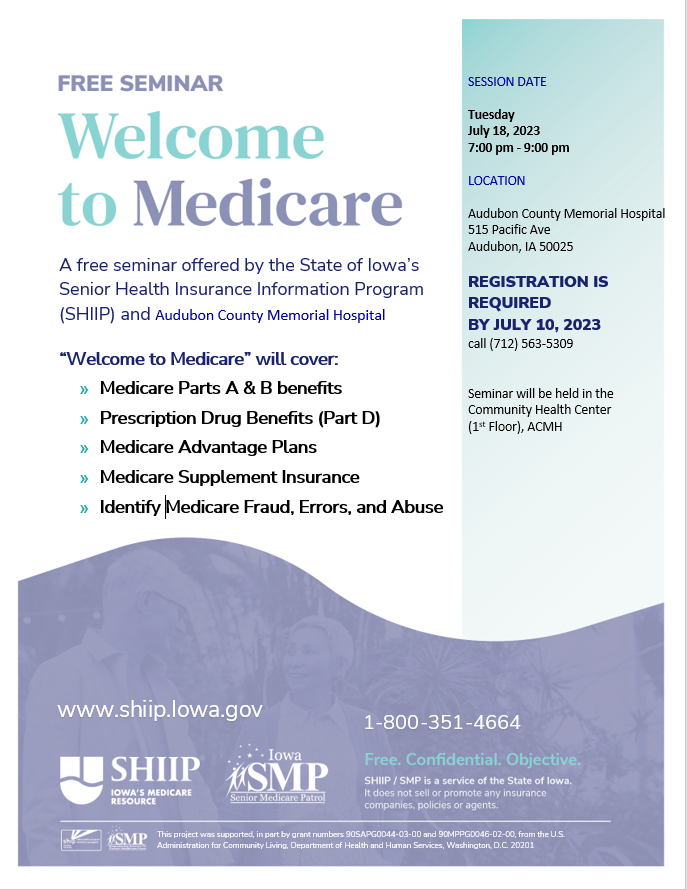 FREE SEMINAR
Welcome
to Medicare
A free seminar offered by the State of Iowa's
Senior Health Insurance Information Program
(SHIIP) and Audubon County Memorial Hospital
“Welcome to Medicare” will cover:
» Medicare Parts A & B benefits
» Prescription Drug Benefits (Part D)
» Medicare Advantage Plans
» Medicare Supplement Insurance
» Identify Medicare Fraud, Errors, and Abuse
SESSION DATE
Tuesday
July 18, 2023
7:00 pm - 9:00 pm
LOCATION
Audubon County Memorial Hospital
515 Pacific Ave
Audubon, IA 50025
REGISTRATION IS
REQUIRED
BY JULY 10, 2023
call (712) 563-5309
Seminar will be held in the
Community Health Center
(1st Floor), ACMH
www.shiip.Iowa.gov
1-800-351-4664
SHIIP
IOWA'S MEDICARE
RESOURCE
Iowa
SMP
Senior Medicare Patrol
Free. Confidential. Objective.
SHIIP / SMP is a service of the State of Iowa.
It does not sell or promote any insurance
companies, policies or agents.
SMP
This project was supported, in part by grant numbers 90SAPG0044-03-00 and 90MPPG0046-02-00, from the U.S.
Administration for Community Living, Department of Health and Human Services, Washington, D.C. 20201